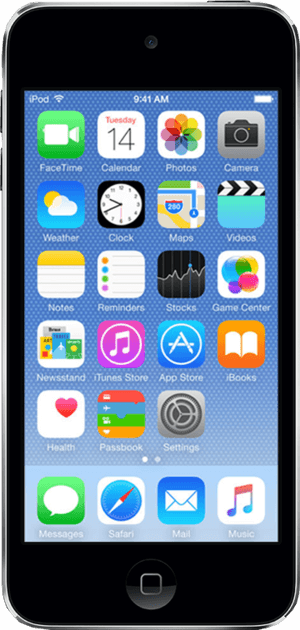 iPod 9:41 AM
Tuesday
14
FaceTime Calendar Photos Camera
280
Weather Clock Maps Videos
Notes Reminders Stocks Game Center
Newsstand iTunes Store App Store iBooks
Health Passbook Settings
Messages Safari Mail Music